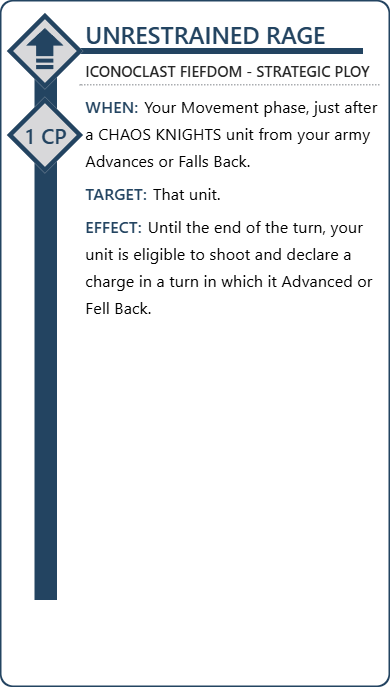 UNRESTRAINED RAGE
ICONOCLAST FIEFDOM - STRATEGIC PLOY
1 CP
WHEN: Your Movement phase, just after
a CHAOS KNIGHTS unit from your army
Advances or Falls Back.
TARGET: That unit.
EFFECT: Until the end of the turn, your
unit is eligible to shoot and declare a
charge in a turn in which it Advanced or
Fell Back.